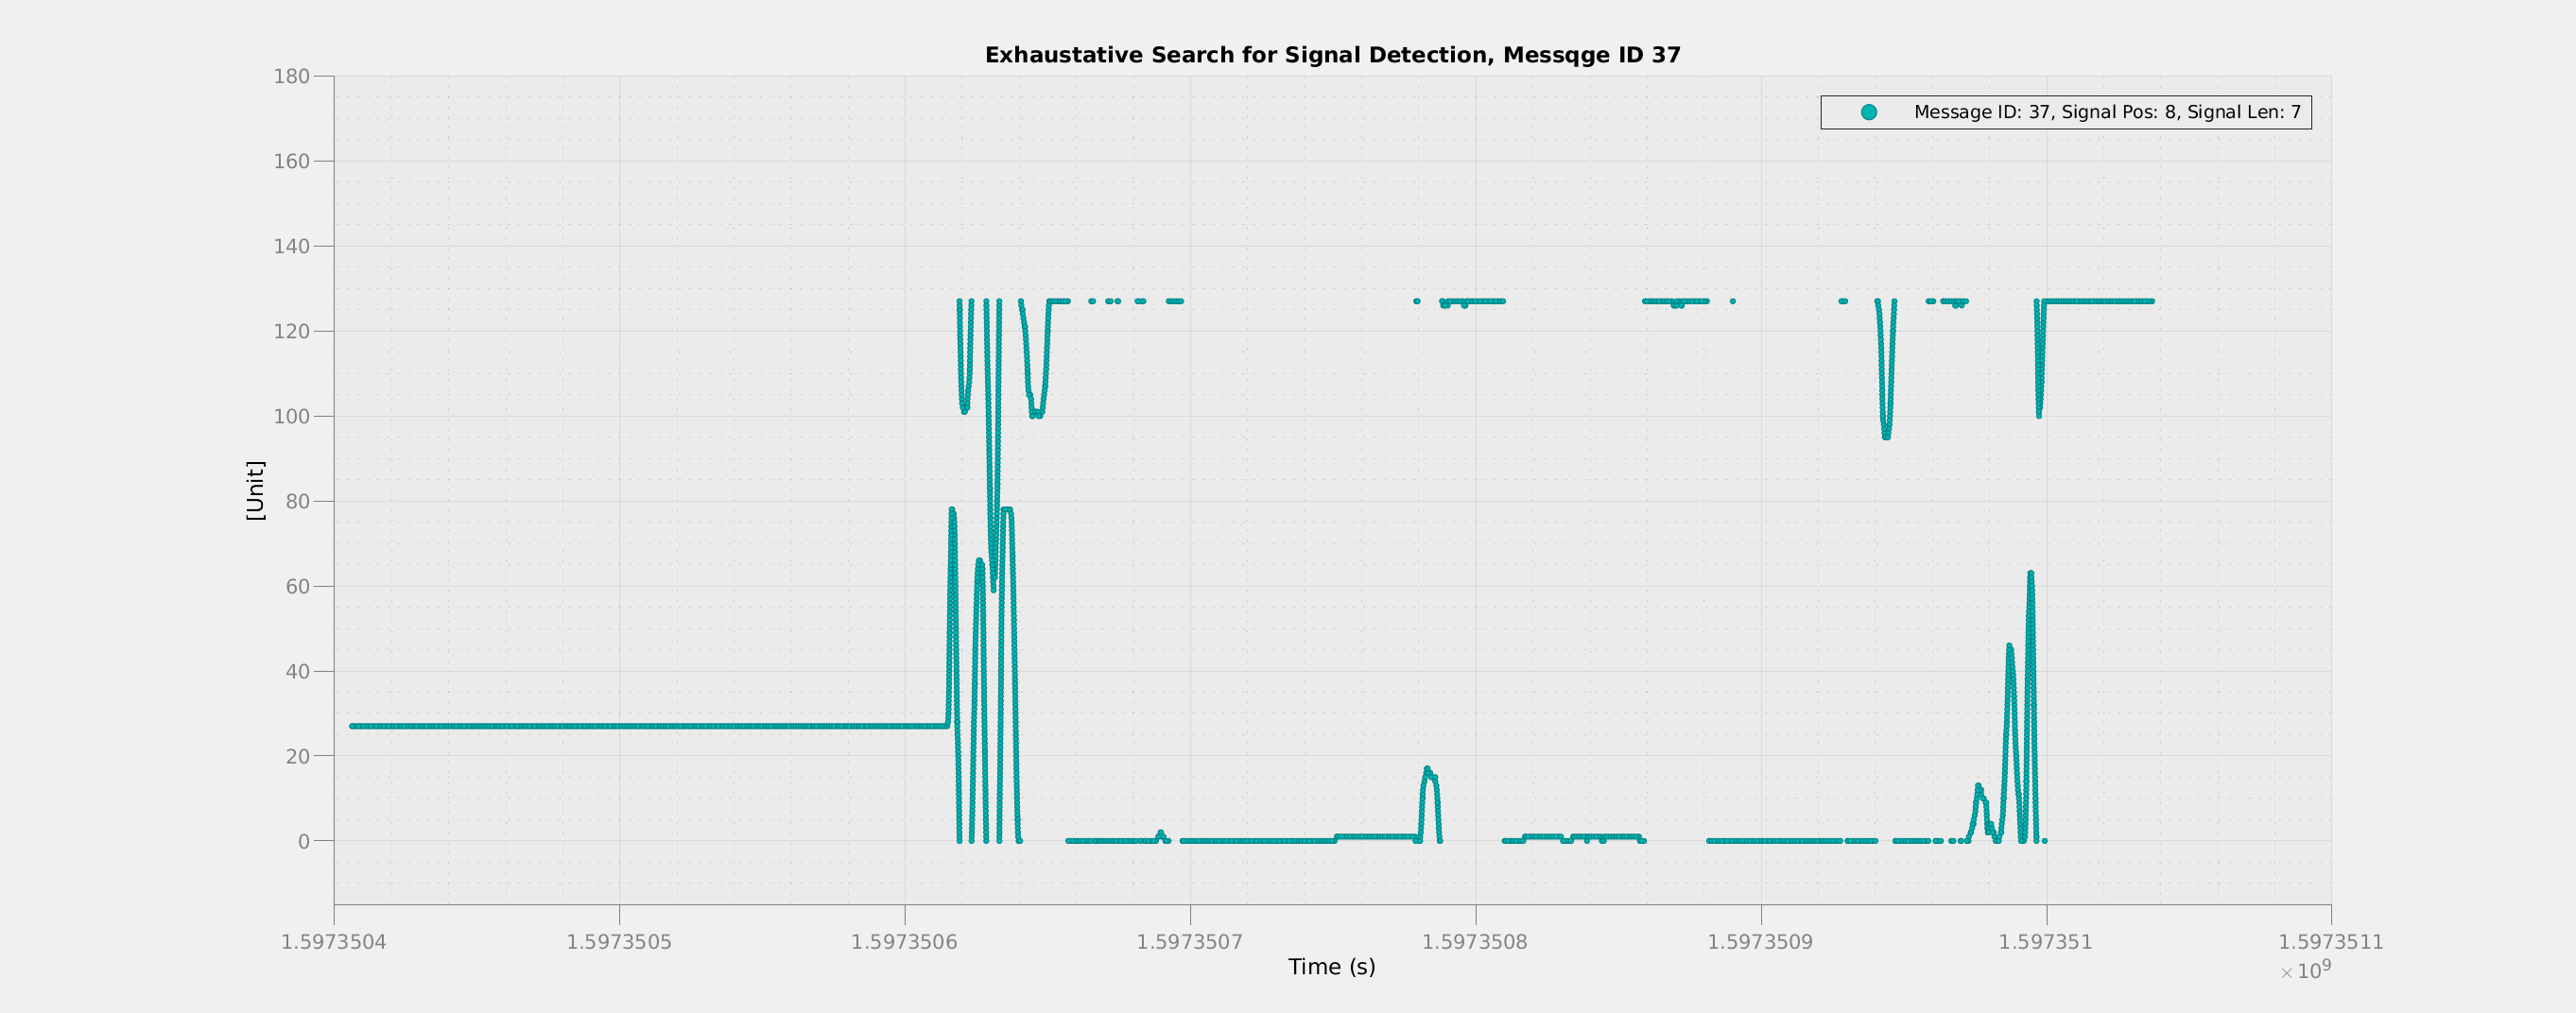 Exhaustative Search for Signal Detection, Messqge ID 37
Message ID: 37, Signal Pos: 8, Signal Len: 7
180
160
140
120
100
80
60
40
20
0
[Unit]
1.5973504 1.5973505 1.5973506 1.5973507 1.5973508 1.5973509 1.597351 1.5973511
Time (s)
× 10⁹